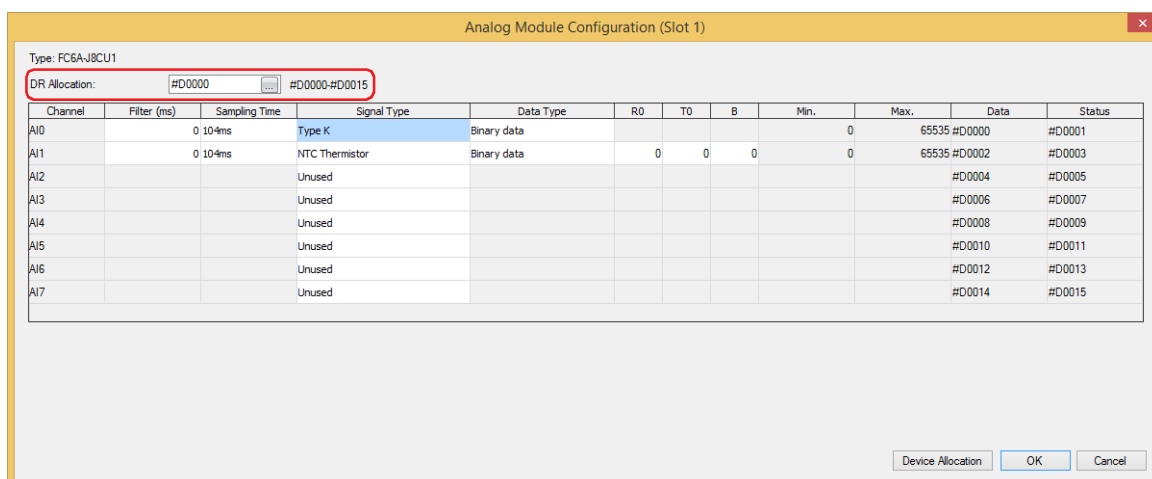 Analog Module Configuration (Slot 1)
×
Type: FC6A-J8CU1
DR Allocation: #D0000 ... #D0000-#D0015
Channel Filter (ms) Sampling Time Signal Type Data Type R0 T0 B Min. Max. Data Status
AI0 0 104ms Type K Binary data 0 65535 #D0000 #D0001
AI1 0 104ms NTC Thermistor Binary data 0 0 0 0 65535 #D0002 #D0003
AI2 Unused #D0004 #D0005
AI3 Unused #D0006 #D0007
AI4 Unused #D0008 #D0009
AI5 Unused #D0010 #D0011
AI6 Unused #D0012 #D0013
AI7 Unused #D0014 #D0015
Device Allocation OK Cancel